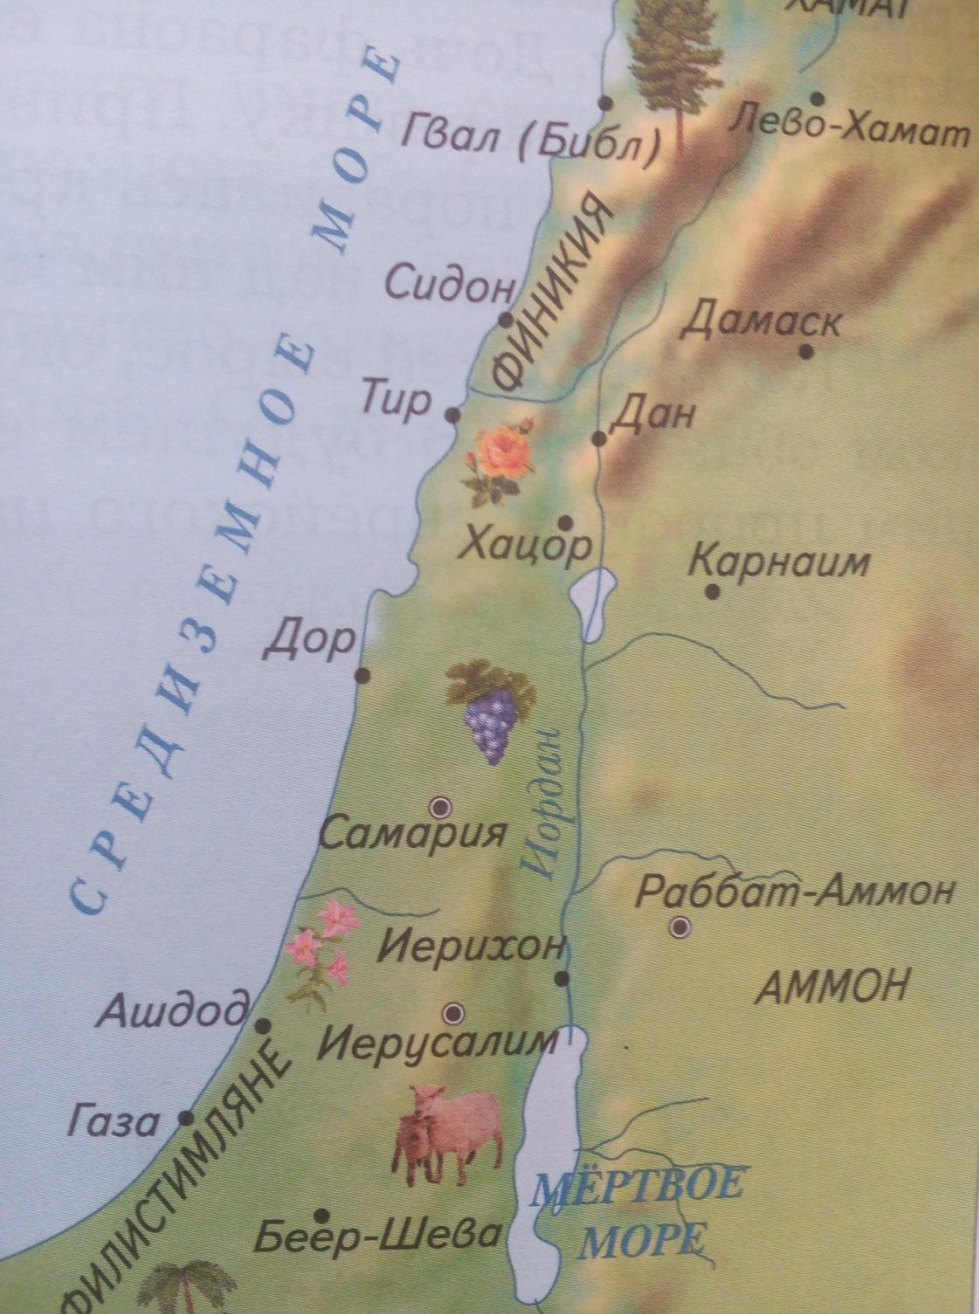 ХАМАТ
Гвал (Библ)
Лево-Хамат
СРЕДИЗЕМНОЕ МОРЕ
Сидон
ФИНИКИЯ
Дамаск
Тир
Дан
Хацор
Карнаим
Дор
Иордан
Самария
Раббат-Аммон
Иерихон
АММОН
Ашдод
Иерусалим
Газа
ФИЛИСТИМЛЯНЕ
МЁРТВОЕ
МОРЕ
Беер-Шева